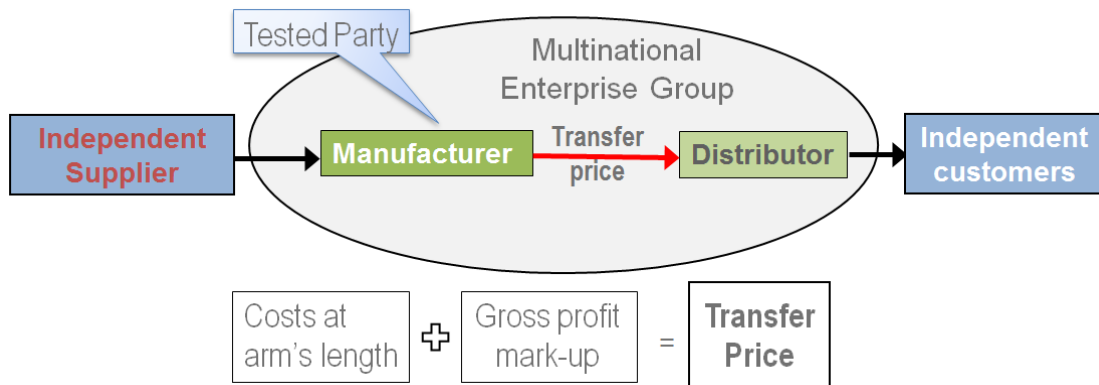 Tested Party
Multinational
Enterprise Group
Independent
Supplier
Manufacturer
Transfer
price
Distributor
Independent
customers
Costs at
arm's length
Gross profit
mark-up
=
Transfer
Price